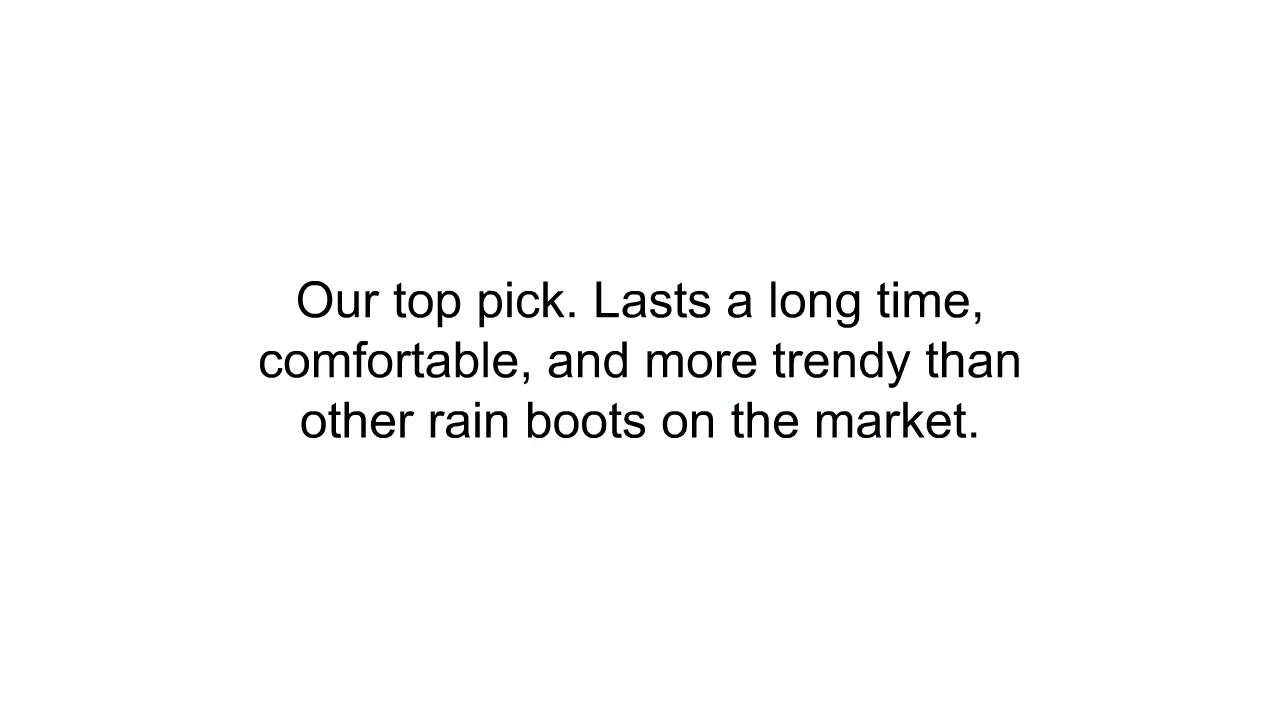 Our top pick. Lasts a long time,
comfortable, and more trendy than
other rain boots on the market.